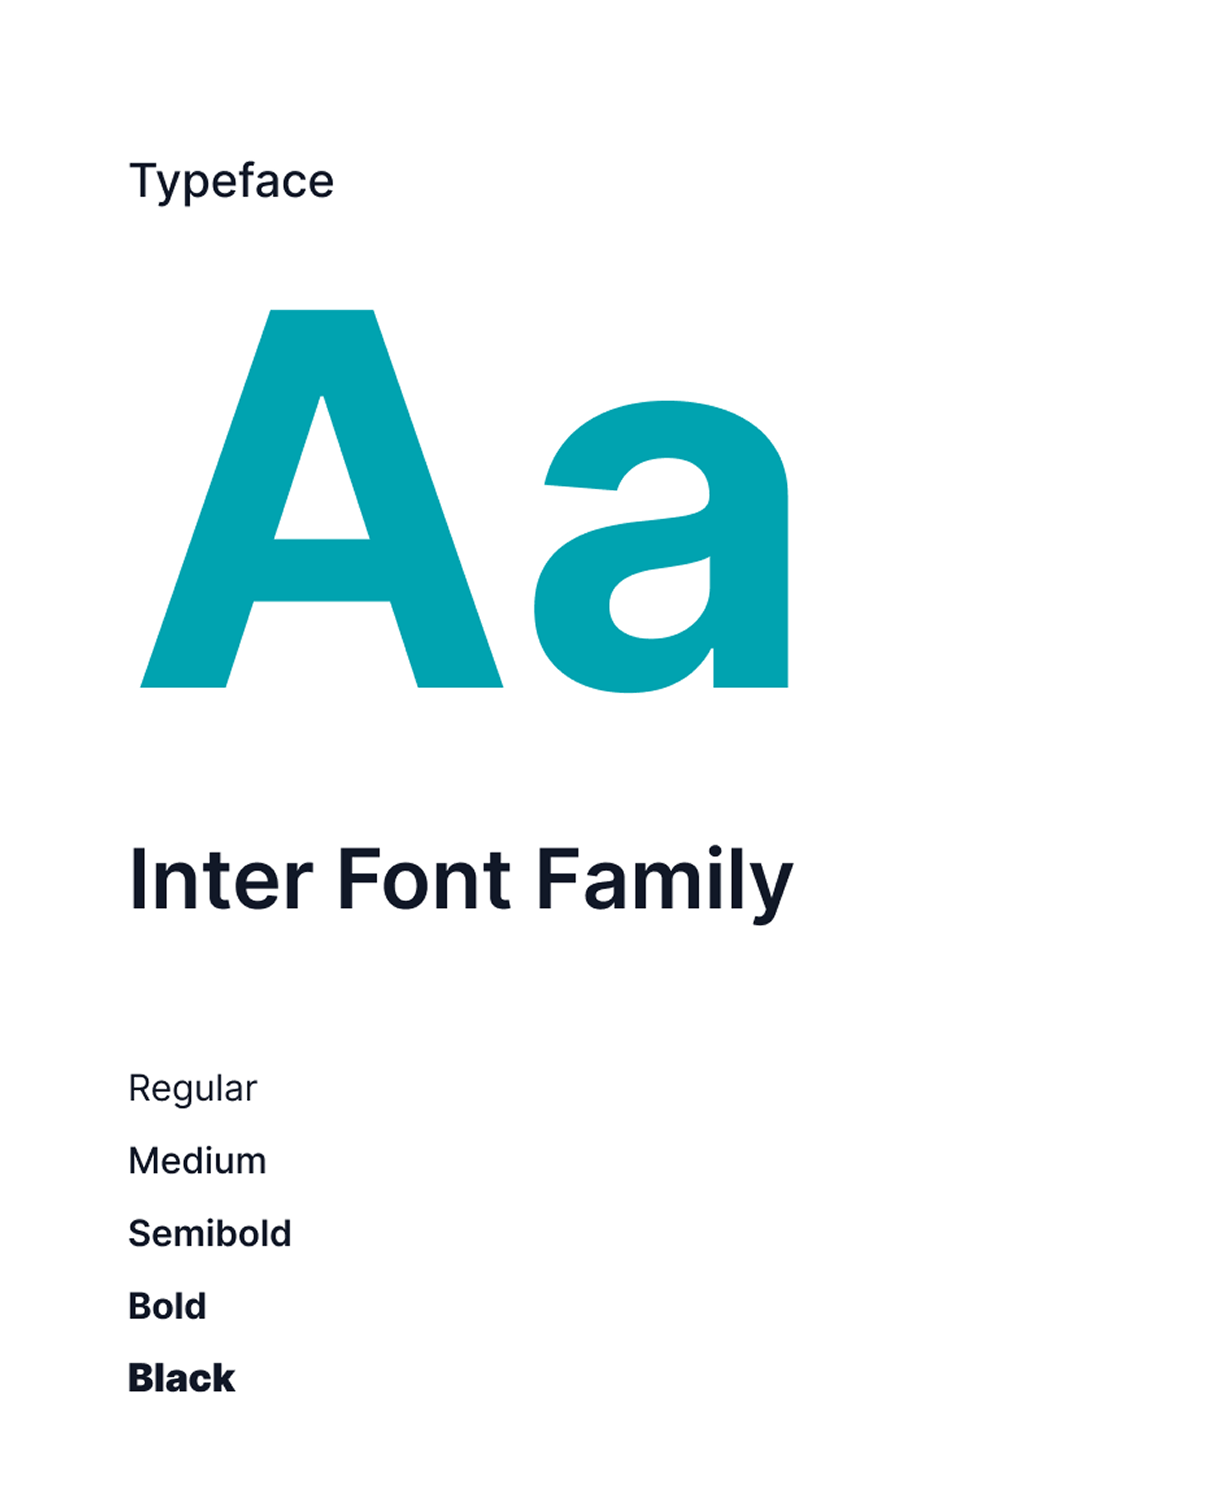 Typeface
Aa
Inter Font Family
Regular
Medium
Semibold
Bold
Black